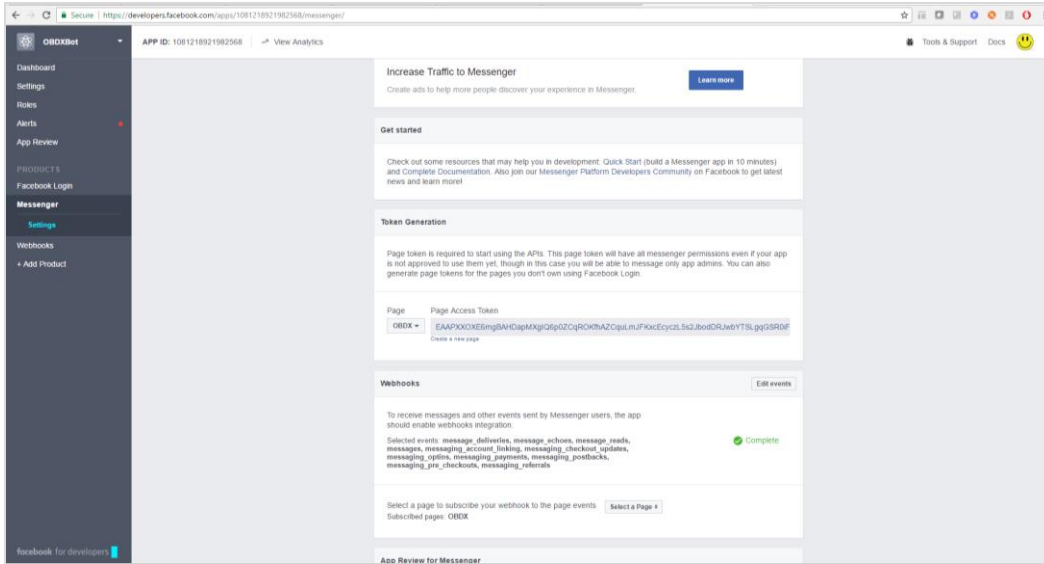 Secure | https://developers.facebook.com/apps/1081218921982568/messenger/
OBDXBot
APP ID: 1081218921982568
View Analytics
Tools & Support
Docs
Dashboard
Settings
Roles
Alerts
App Review
PRODUCTS
Facebook Login
Messenger
Settings
Webhooks
+ Add Product
facebook for developers
Increase Traffic to Messenger
Create ads to help more people discover your experience in Messenger.
Learn more
Get started
Check out some resources that may help you in development: Quick Start (build a Messenger app in 10 minutes)
and Complete Documentation. Also join our Messenger Platform Developers Community on Facebook to get latest
news and learn more!
Token Generation
Page token is required to start using the APIs. This page token will have all messenger permissions even if your app
is not approved to use them yet, though in this case you will be able to message only app admins. You can also
generate page tokens for the pages you don't own using Facebook Login.
Page
Page Access Token
OBDX
Create a new page
Webhooks
Edit events
To receive messages and other events sent by Messenger users, the app
should enable webhooks integration.
Selected events: message_deliveries, message_echoes, message_reads,
messages, messaging_account_linking, messaging_checkout_updates,
messaging_optins, messaging_payments, messaging_postbacks,
messaging_pre_checkouts, messaging_referrals
Complete
Select a page to subscribe your webhook to the page events
Select a Page
Subscribed pages: OBDX
App Review for Messenger